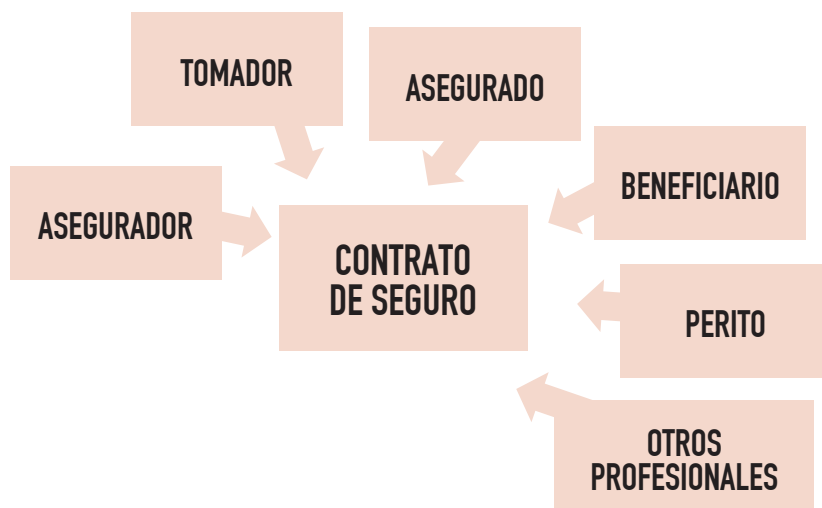 TOMADOR
ASEGURADO
BENEFICIARIO
ASEGURADOR
CONTRATO
DE SEGURO
PERITO
OTROS
PROFESIONALES